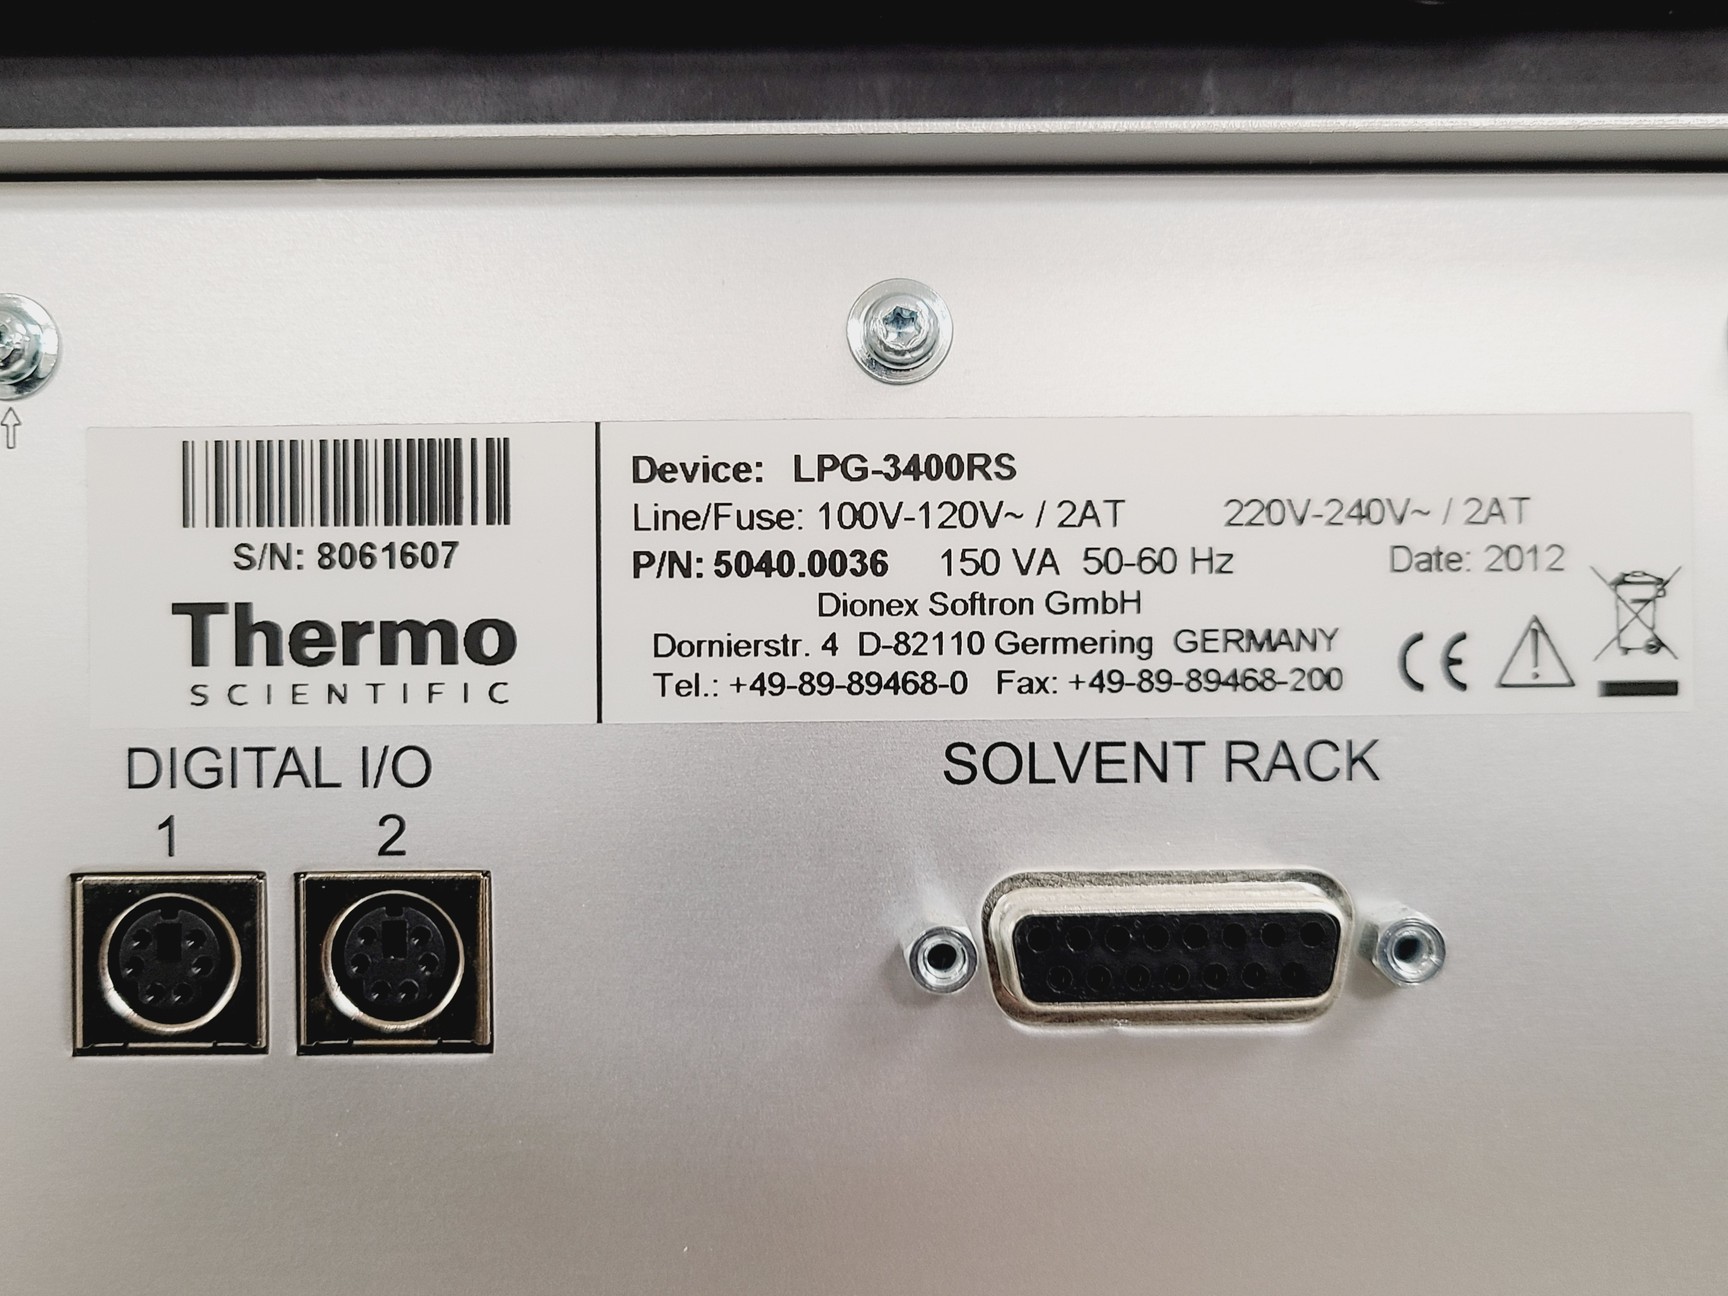 S/N: 8061607
Thermo
SCIENTIFIC
Device: LPG-3400RS
Line/Fuse: 100V-120V~ / 2AT 220V-240V~ / 2AT
P/N: 5040.0036 150 VA 50-60 Hz Date: 2012
Dionex Softron GmbH
Dornierstr. 4 D-82110 Germering GERMANY
Tel.: +49-89-89468-0 Fax: +49-89-89468-200
CE
DIGITAL I/O
1 2
SOLVENT RACK